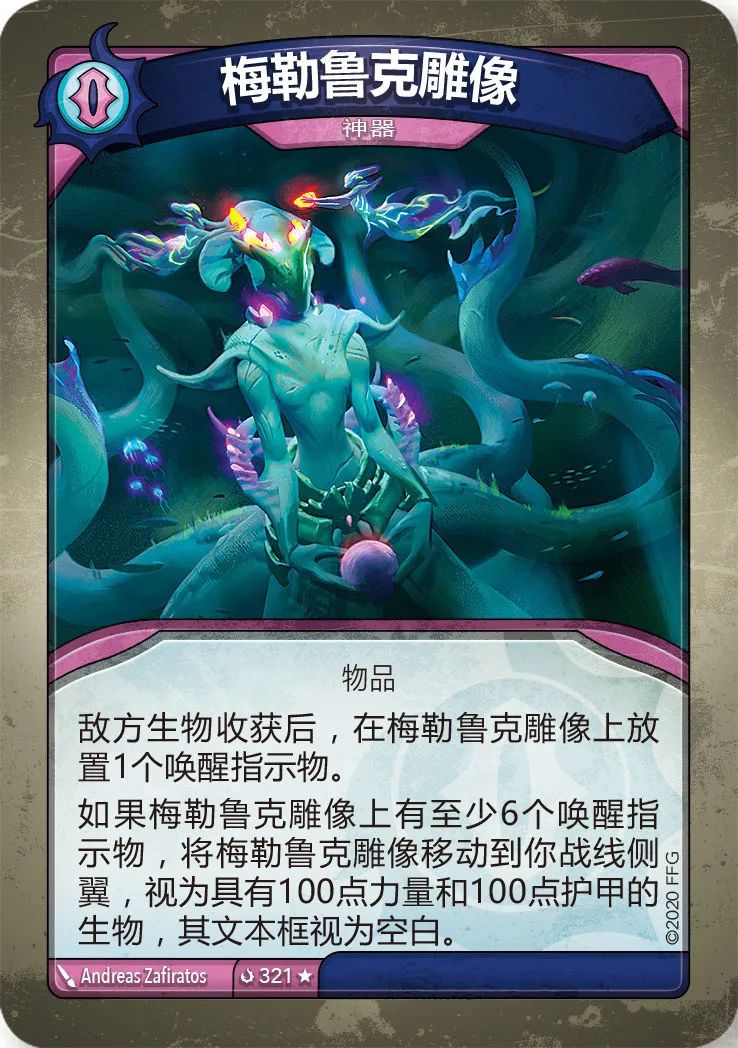 梅勒鲁克雕像
神器
物品
敌方生物收获后，在梅勒鲁克雕像上放
置1个唤醒指示物。
如果梅勒鲁克雕像上有至少6个唤醒指
示物，将梅勒鲁克雕像移动到你战线侧
翼，视为具有100点力量和100点护甲的
生物，其文本框视为空白。
©2020 FFG
Andreas Zafiratos
321